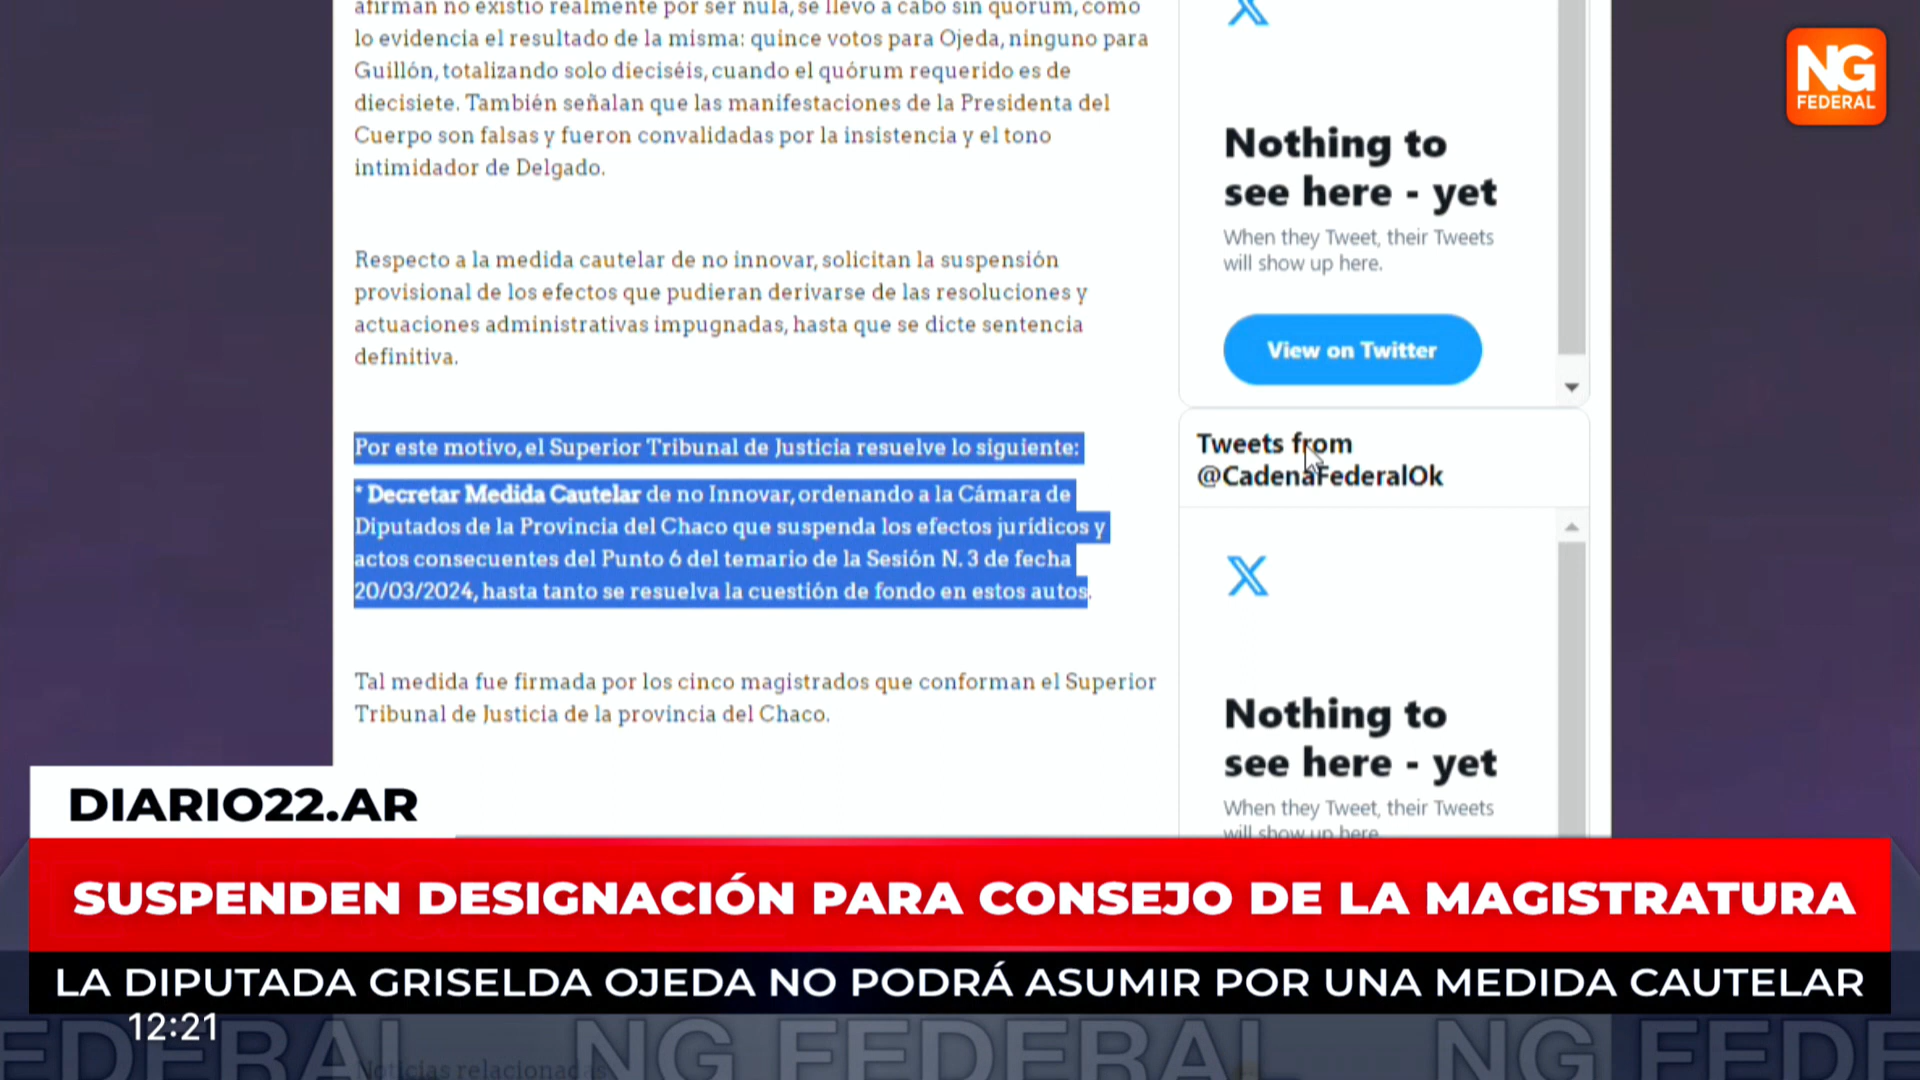 afirman no existió realmente por ser nula, se llevó a cabo sin quórum, como
lo evidencia el resultado de la misma: quince votos para Ojeda, ninguno para
Guillón, totalizando solo dieciséis, cuando el quórum requerido es de
diecisiete. También señalan que las manifestaciones de la Presidenta del
Cuerpo son falsas y fueron convalidadas por la insistencia y el tono
intimidador de Delgado.
Respecto a la medida cautelar de no innovar, solicitan la suspensión
provisional de los efectos que pudieran derivarse de las resoluciones y
actuaciones administrativas impugnadas, hasta que se dicte sentencia
definitiva.
Por este motivo, el Superior Tribunal de Justicia resuelve lo siguiente:
* Decretar Medida Cautelar de no Innovar, ordenando a la Cámara de
Diputados de la Provincia del Chaco que suspenda los efectos jurídicos y
actos consecuentes del Punto 6 del temario de la Sesión N. 3 de fecha
20/03/2024, hasta tanto se resuelva la cuestión de fondo en estos autos.
Tal medida fue firmada por los cinco magistrados que conforman el Superior
Tribunal de Justicia de la provincia del Chaco.
Nothing to
see here - yet
When they Tweet, their Tweets
will show up here.
View on Twitter
Tweets from
@CadenaFederalOk
Nothing to
see here - yet
When they Tweet, their Tweets
will show up here.
NG
FEDERAL
DIARIO22.AR
SUSPENDEN DESIGNACIÓN PARA CONSEJO DE LA MAGISTRATURA
LA DIPUTADA GRISELDA OJEDA NO PODRÁ ASUMIR POR UNA MEDIDA CAUTELAR
12:21
FEDERAL NG FEDERAL NG FEDE
Noticias relacionadas